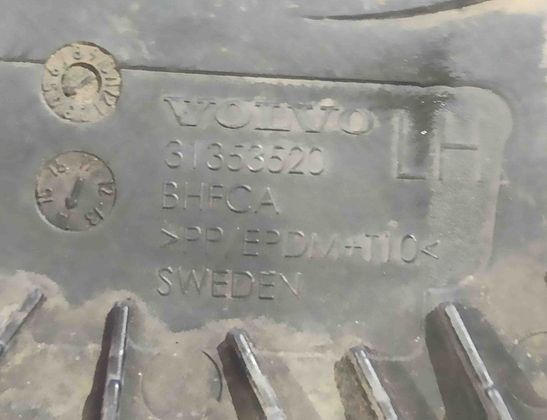 VOLVO
LH
31353520
BHFCA
>PP/EPDM+T10<
SWEDEN